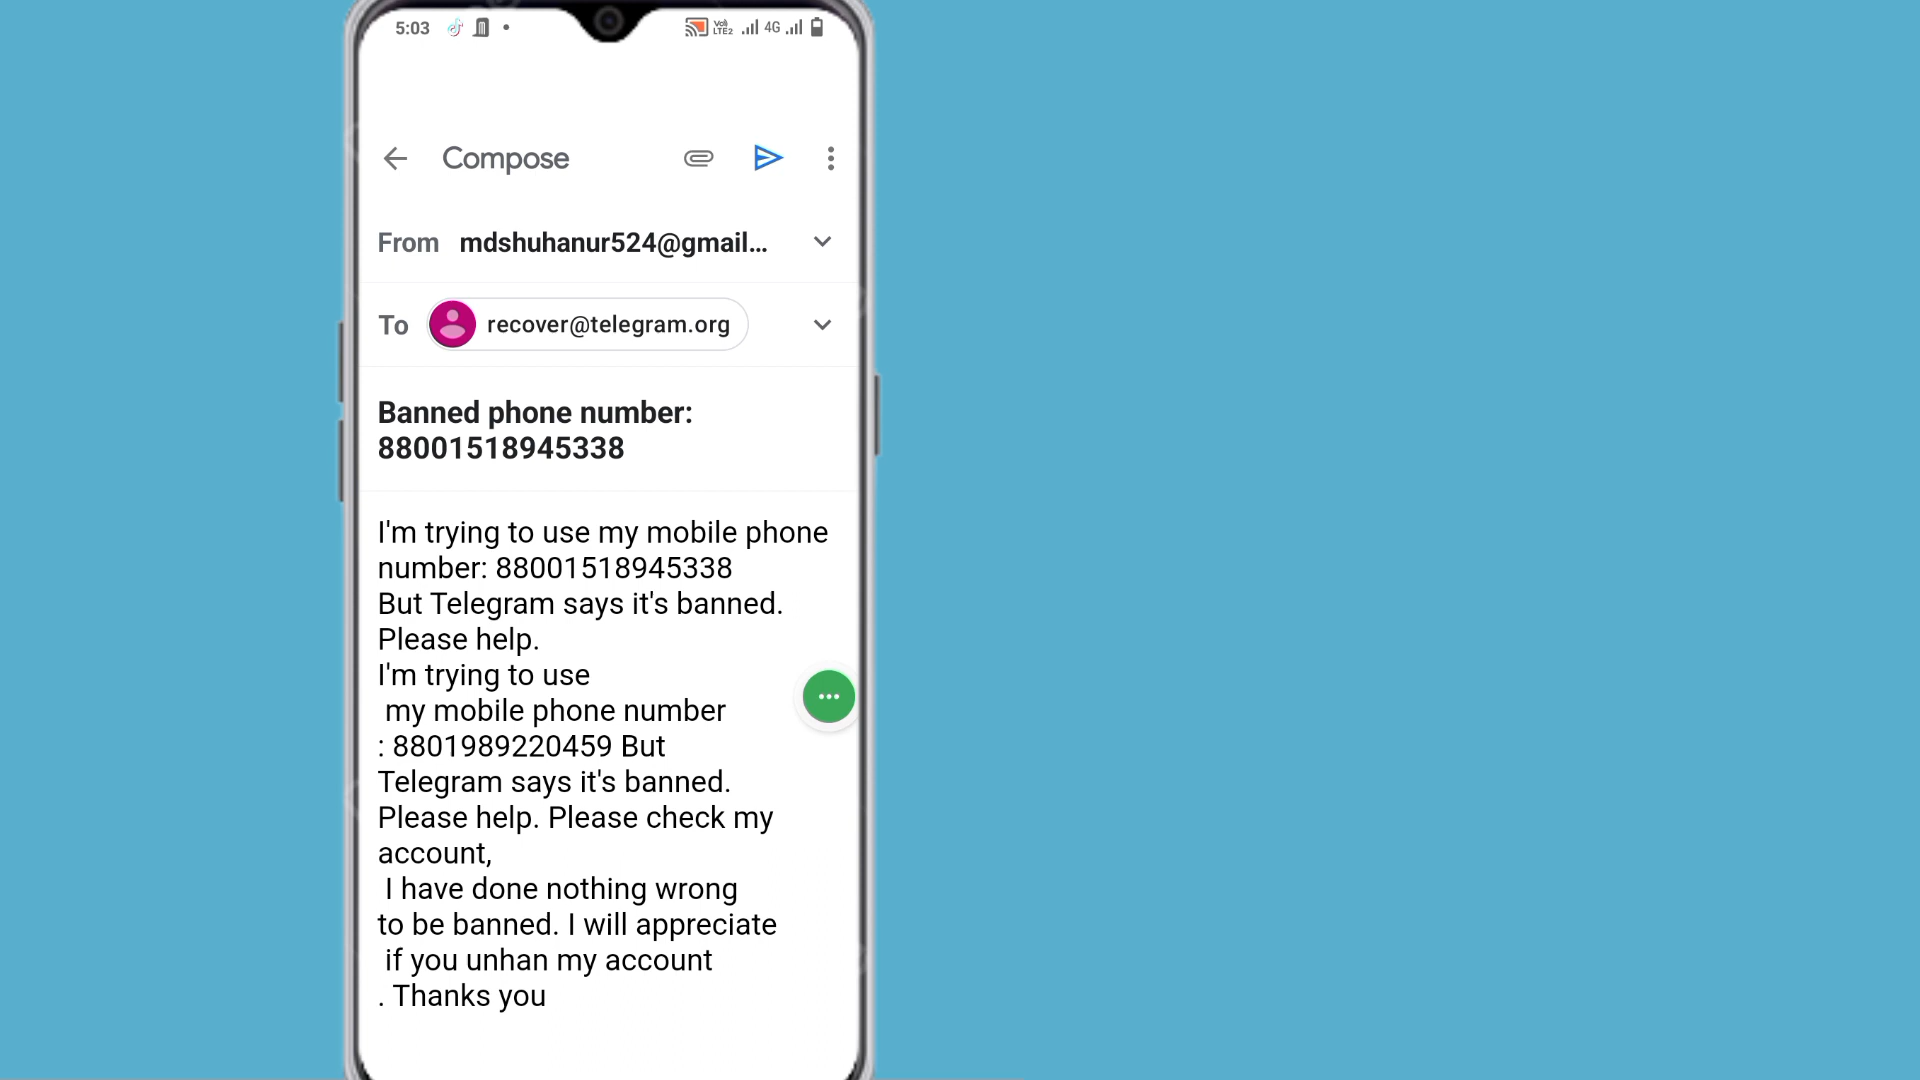 5:03 Vo) LTE2 4G
Compose
From mdshuhanur524@gmail...
To recover@telegram.org
Banned phone number:
88001518945338
I'm trying to use my mobile phone
number: 88001518945338
But Telegram says it's banned.
Please help.
I'm trying to use
my mobile phone number
: 8801989220459 But
Telegram says it's banned.
Please help. Please check my
account,
I have done nothing wrong
to be banned. I will appreciate
if you unhan my account
. Thanks you